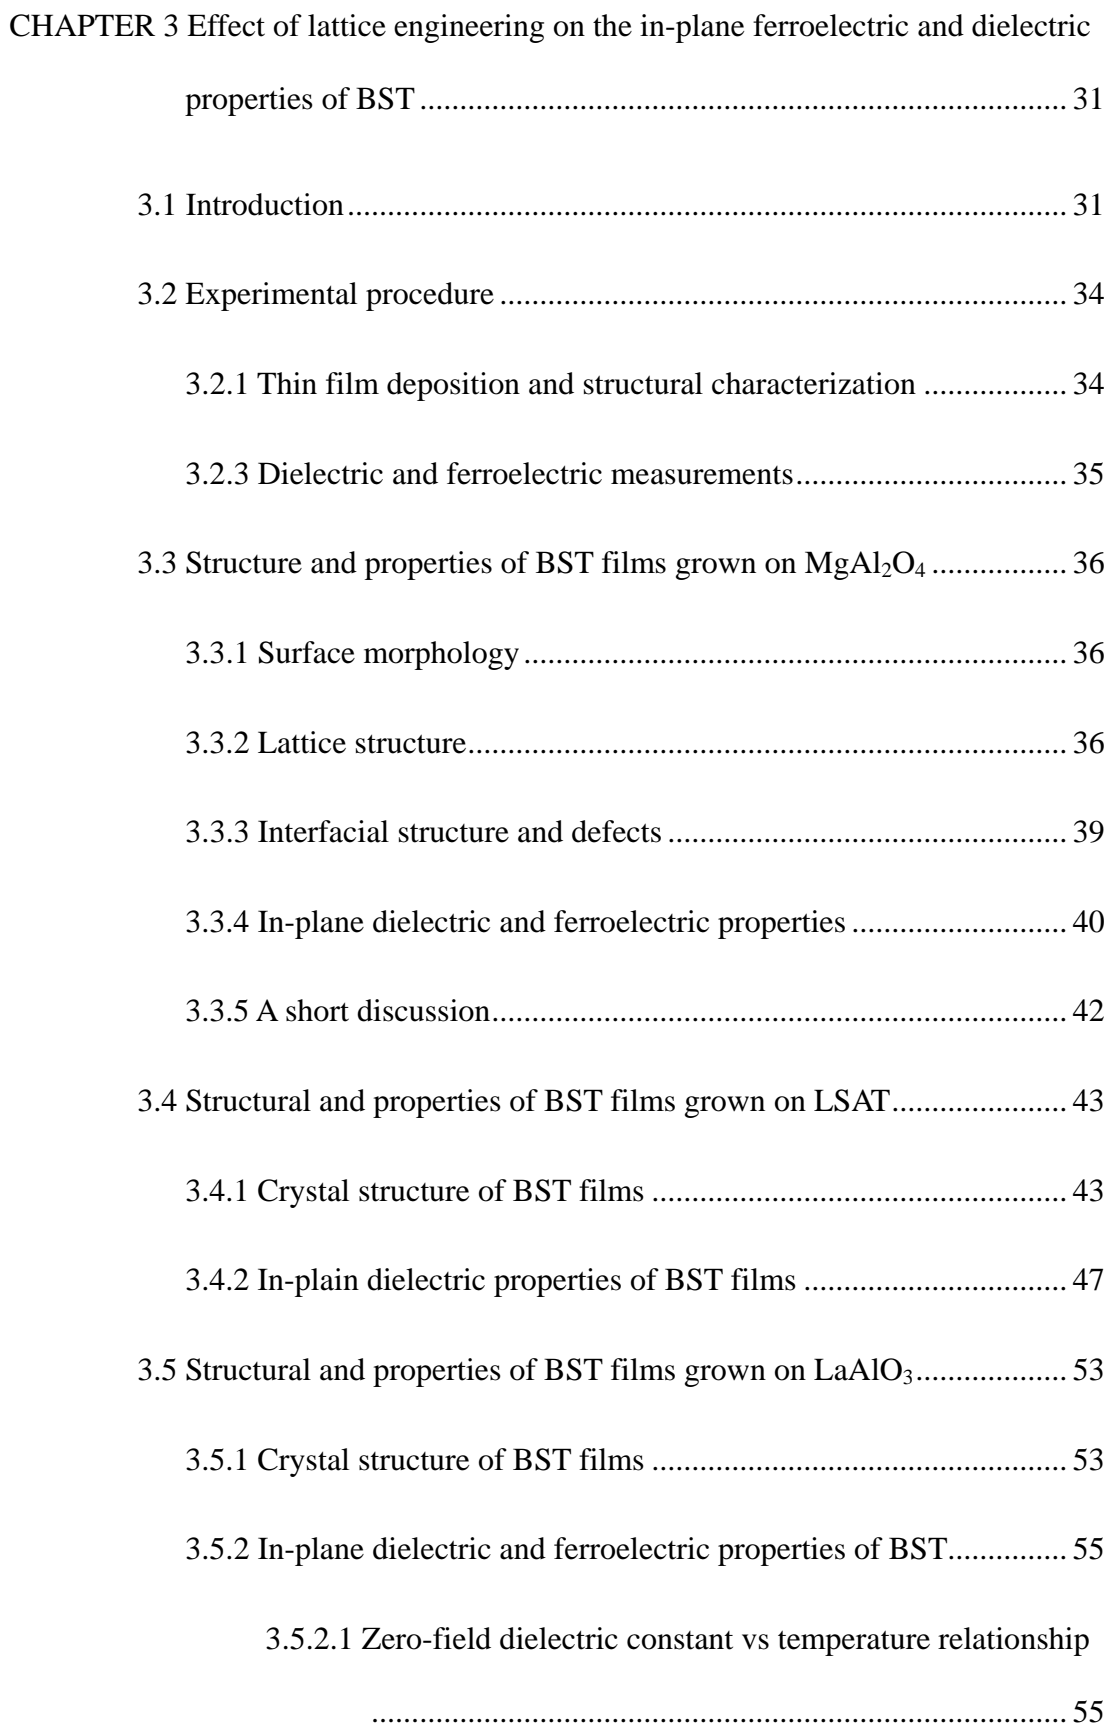 CHAPTER 3 Effect of lattice engineering on the in-plane ferroelectric and dielectric
properties of BST ..................................................................... 31
3.1 Introduction ............................................................................. 31
3.2 Experimental procedure ............................................................. 34
3.2.1 Thin film deposition and structural characterization ............... 34
3.2.3 Dielectric and ferroelectric measurements ............................. 35
3.3 Structure and properties of BST films grown on MgAl₂O₄ ............... 36
3.3.1 Surface morphology .......................................................... 36
3.3.2 Lattice structure ................................................................ 36
3.3.3 Interfacial structure and defects ........................................... 39
3.3.4 In-plane dielectric and ferroelectric properties ....................... 40
3.3.5 A short discussion ............................................................. 42
3.4 Structural and properties of BST films grown on LSAT ................... 43
3.4.1 Crystal structure of BST films ............................................ 43
3.4.2 In-plain dielectric properties of BST films ............................ 47
3.5 Structural and properties of BST films grown on LaAlO₃ ................ 53
3.5.1 Crystal structure of BST films ............................................ 53
3.5.2 In-plane dielectric and ferroelectric properties of BST ............. 55
3.5.2.1 Zero-field dielectric constant vs temperature relationship
.......................................................................... 55